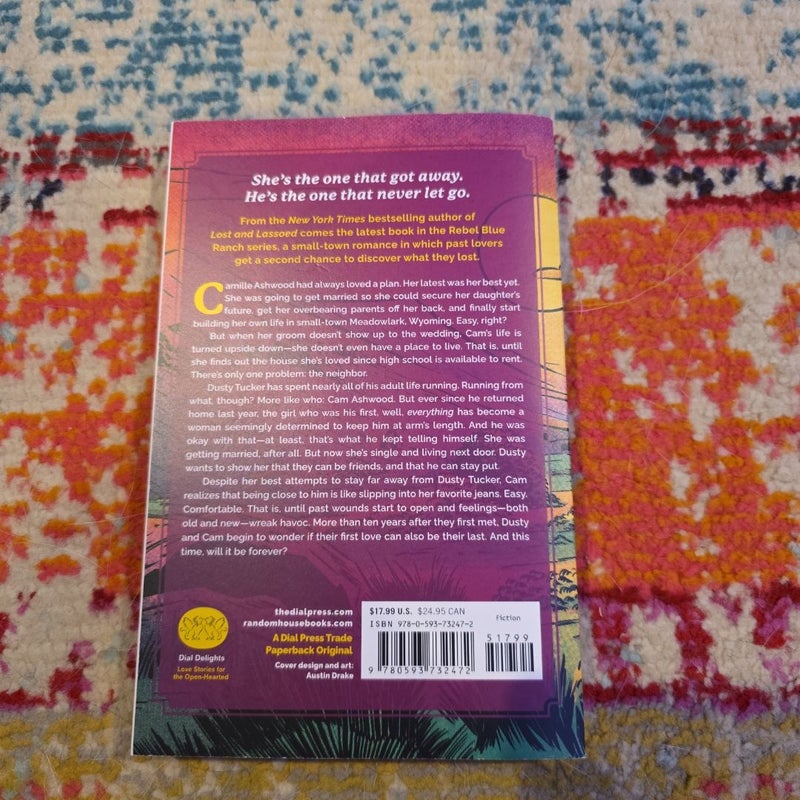 She's the one that got away.
He's the one that never let go.
From the New York Times bestselling author of
Lost and Lassoed comes the latest book in the Rebel Blue
Ranch series, a small-town romance in which past lovers
get a second chance to discover what they lost.
Camille Ashwood had always loved a plan. Her latest was her best yet.
She was going to get married so she could secure her daughter's
future, get her overbearing parents off her back, and finally start
building her own life in small-town Meadowlark, Wyoming. Easy, right?
But when her groom doesn't show up to the wedding, Cam's life is
turned upside down—she doesn't even have a place to live. That is, until
she finds out the house she's loved since high school is available to rent.
There's only one problem: the neighbor.
Dusty Tucker has spent nearly all of his adult life running. Running from
what, though? More like who: Cam Ashwood. But ever since he returned
home last year, the girl who was his first, well, everything has become a
woman seemingly determined to keep him at arm's length. And he was
okay with that—at least, that's what he kept telling himself. She was
getting married, after all. But now she's single and living next door. Dusty
wants to show her that they can be friends, and that he can stay put.
Despite her best attempts to stay far away from Dusty Tucker, Cam
realizes that being close to him is like slipping into her favorite jeans. Easy.
Comfortable. That is, until past wounds start to open and feelings—both
old and new—wreak havoc. More than ten years after they first met, Dusty
and Cam begin to wonder if their first love can also be their last. And this
time, will it be forever?
Dial Delights
Love Stories for
the Open-Hearted
thedialpress.com
randomhousebooks.com
A Dial Press Trade
Paperback Original
Cover design and art:
Austin Drake
$17.99 U.S. $24.95 CAN
ISBN 978-0-593-73247-2
fiction
51799
9 780593 732472